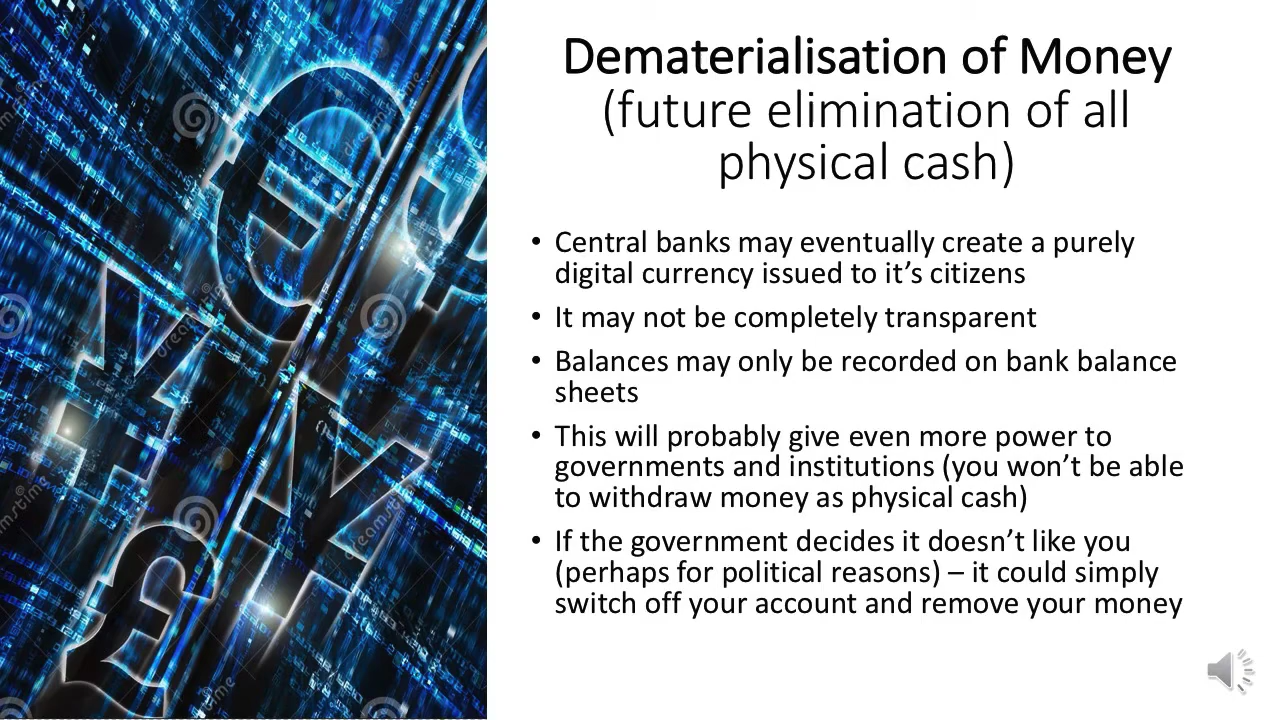 Dematerialisation of Money
(future elimination of all
physical cash)
• Central banks may eventually create a purely
digital currency issued to it’s citizens
• It may not be completely transparent
• Balances may only be recorded on bank balance
sheets
• This will probably give even more power to
governments and institutions (you won’t be able
to withdraw money as physical cash)
• If the government decides it doesn’t like you
(perhaps for political reasons) – it could simply
switch off your account and remove your money
dreamstime
dreamstime